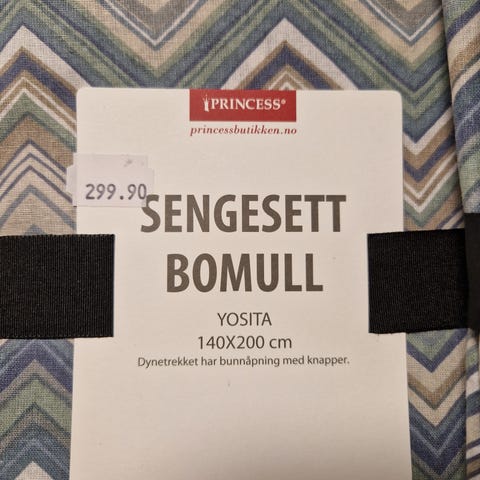 PRINCESS®
princessbutikken.no
299.90
SENGESETT
BOMULL
YOSITA
140X200 cm
Dynetrekket har bunnåpning med knapper.